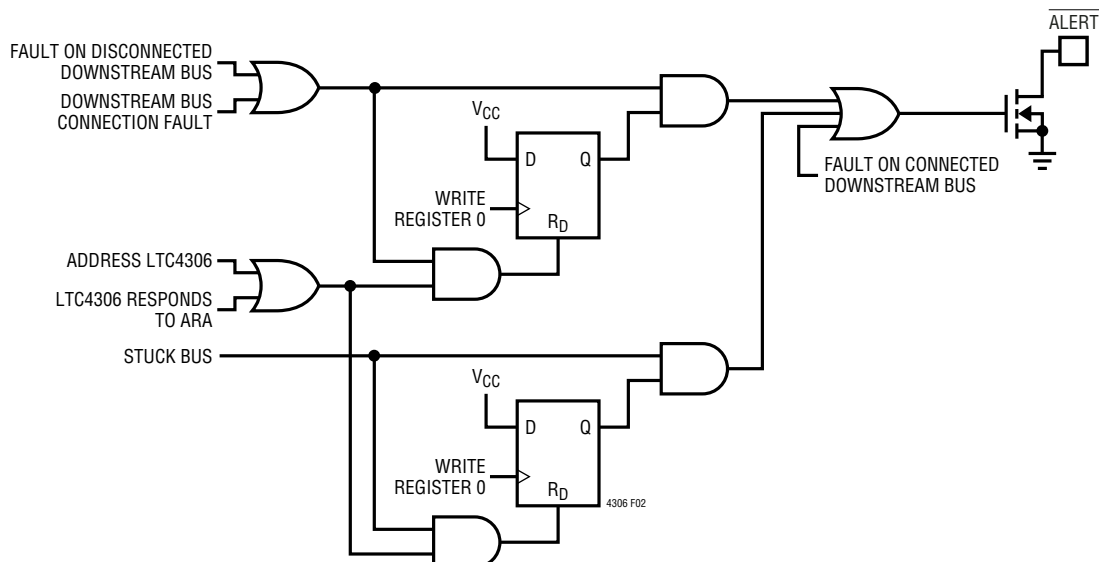 ALERT
FAULT ON DISCONNECTED
DOWNSTREAM BUS
DOWNSTREAM BUS
CONNECTION FAULT
VCC
D
Q
WRITE
REGISTER 0
RD
FAULT ON CONNECTED
DOWNSTREAM BUS
ADDRESS LTC4306
LTC4306 RESPONDS
TO ARA
STUCK BUS
VCC
D
Q
WRITE
REGISTER 0
RD
4306 F02